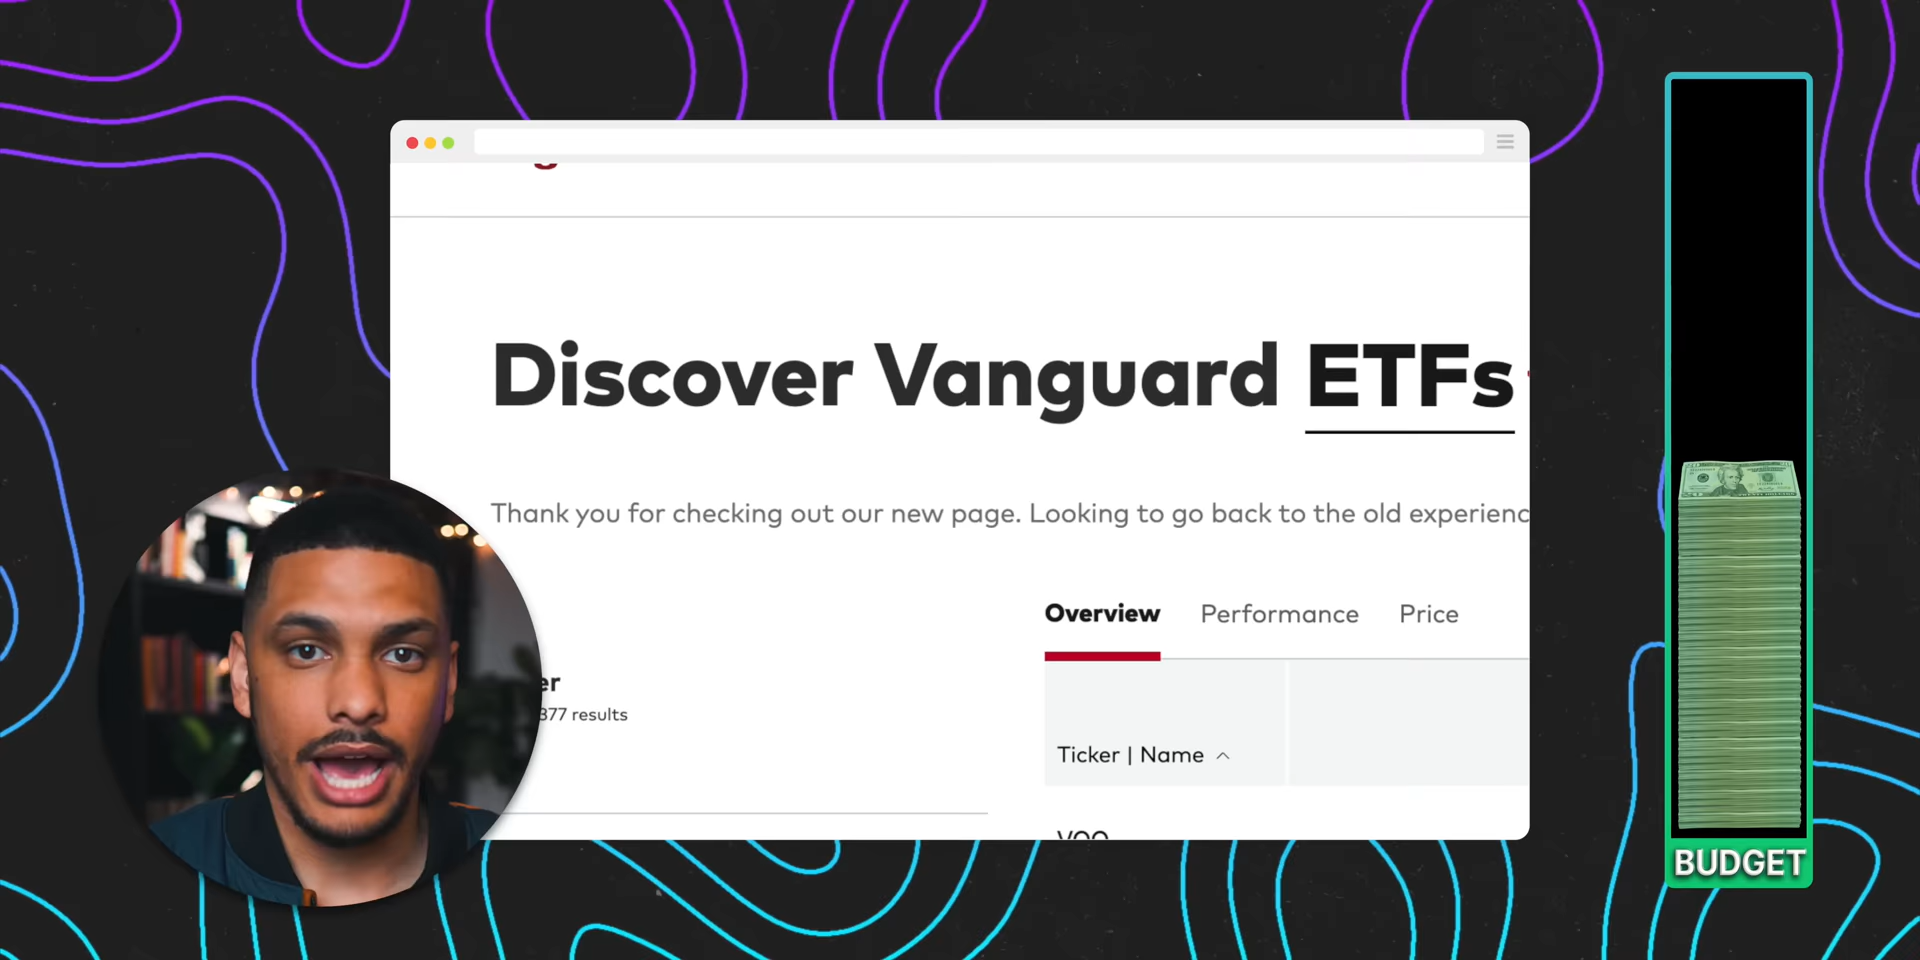 Discover Vanguard ETFs
Thank you for checking out our new page. Looking to go back to the old experienc
Overview Performance Price
er
377 results
Ticker | Name
VOO
BUDGET